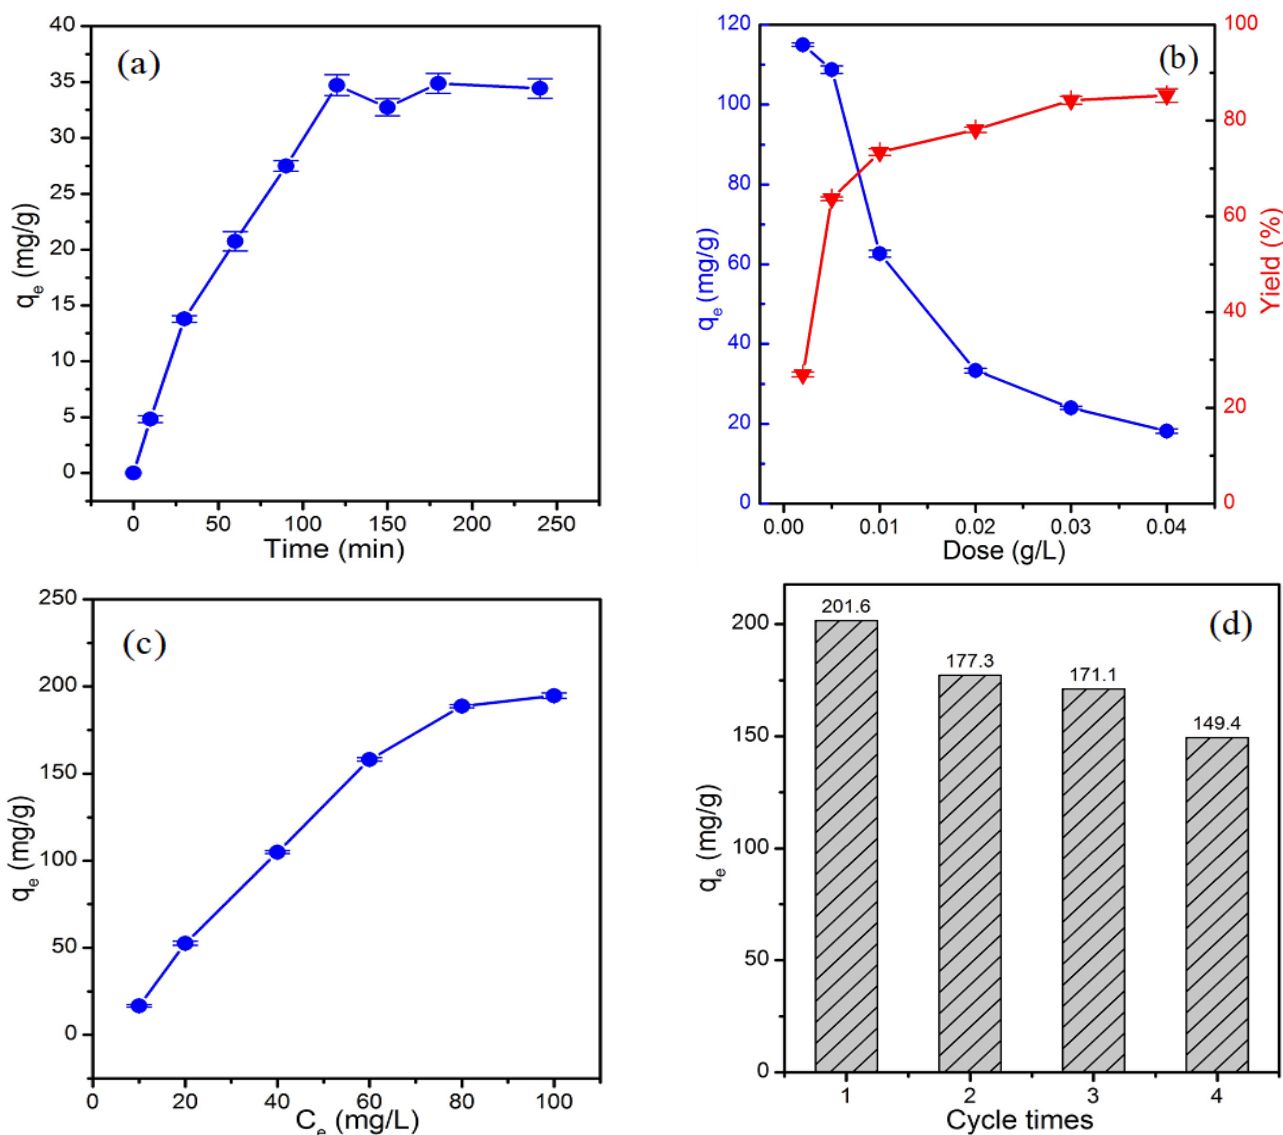 (a)
40
35
30
25
20
15
10
5
0
qe (mg/g)
0 50 100 150 200 250
Time (min)
(b)
120
100
80
60
40
20
0
qe (mg/g)
100
80
60
40
20
0
Yield (%)
0.00 0.01 0.02 0.03 0.04
Dose (g/L)
(c)
250
200
150
100
50
0
qe (mg/g)
0 20 40 60 80 100
Ce (mg/L)
(d)
200
150
100
50
0
qe (mg/g)
201.6
177.3
171.1
149.4
1 2 3 4
Cycle times